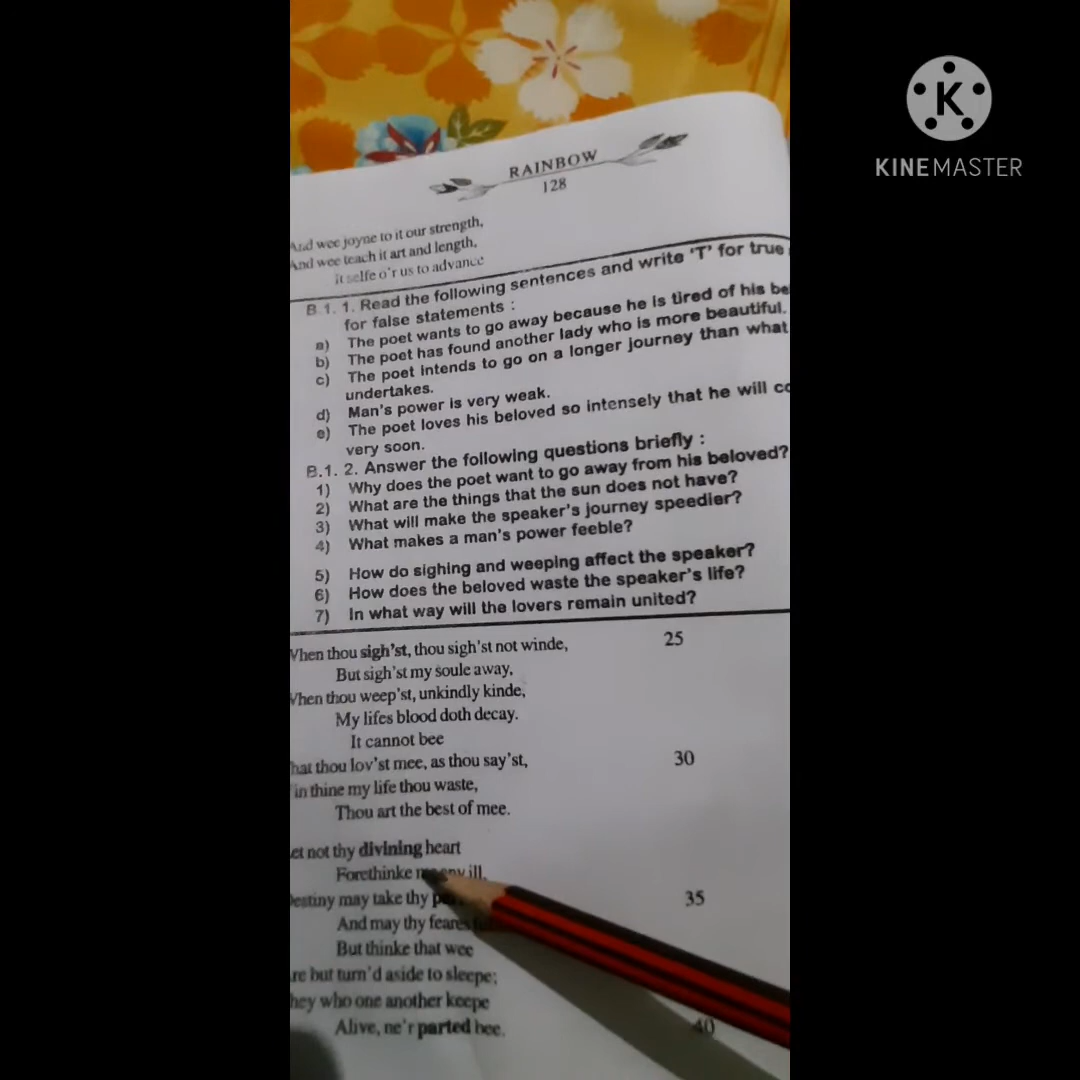 K
KINEMASTER
RAINBOW
128
And wee joyne to it our strength,
And wee teach it art and length,
It selfe o'r us to advance
B.1. 1. Read the following sentences and write 'T' for true
for false statements :
a) The poet wants to go away because he is tired of his be
b) The poet has found another lady who is more beautiful.
c) The poet intends to go on a longer journey than what
undertakes.
d) Man's power is very weak.
e) The poet loves his beloved so intensely that he will co
very soon.
B.1. 2. Answer the following questions briefly :
1) Why does the poet want to go away from his beloved?
2) What are the things that the sun does not have?
3) What will make the speaker's journey speedier?
4) What makes a man's power feeble?
5) How do sighing and weeping affect the speaker?
6) How does the beloved waste the speaker's life?
7) In what way will the lovers remain united?
When thou sigh'st, thou sigh'st not winde, 25
But sigh'st my soule away,
When thou weep'st, unkindly kinde,
My lifes blood doth decay.
It cannot bee
hat thou lov'st mee, as thou say'st, 30
in thine my life thou waste,
Thou art the best of mee.
et not thy divining heart
Forethinke ill,
Destiny may take thy 35
And may thy feares
But thinke that wee
re but turn'd aside to sleepe;
hey who one another keepe
Alive, ne'r parted bee. 40